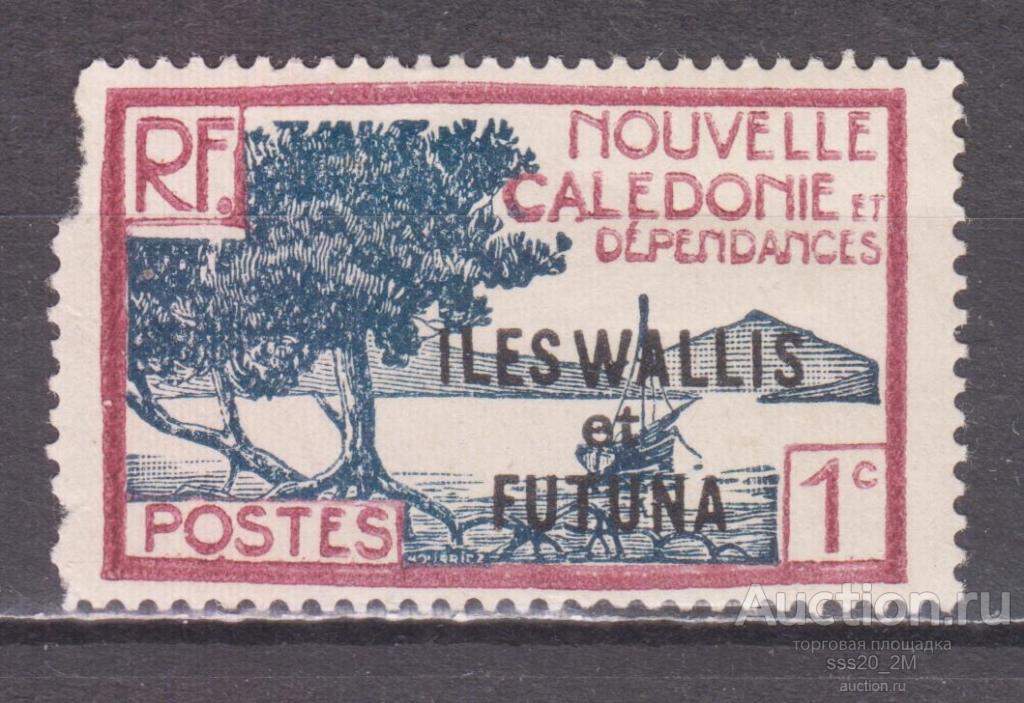 RF.
NOUVELLE
CALEDONIE ET
DÉPENDANCES
ILES WALLIS
et
FUTUNA
1c
POSTES
Auction.ru
торговая площадка
sss20_2M
auction.ru